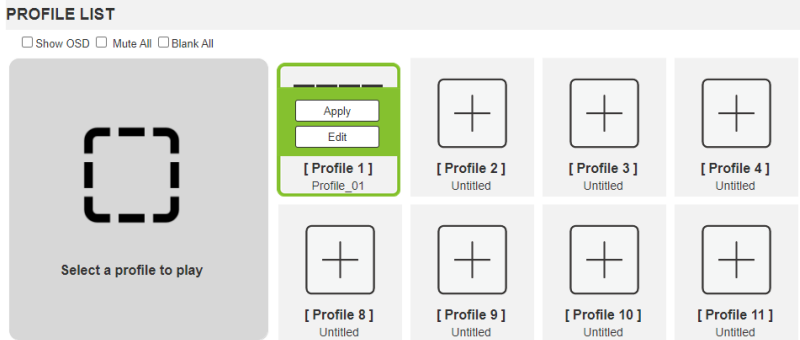 PROFILE LIST
Show OSD Mute All Blank All
Select a profile to play
Apply
Edit
[ Profile 1 ]
Profile_01
[ Profile 2 ]
Untitled
[ Profile 3 ]
Untitled
[ Profile 4 ]
Untitled
[ Profile 8 ]
Untitled
[ Profile 9 ]
Untitled
[ Profile 10 ]
Untitled
[ Profile 11 ]
Untitled